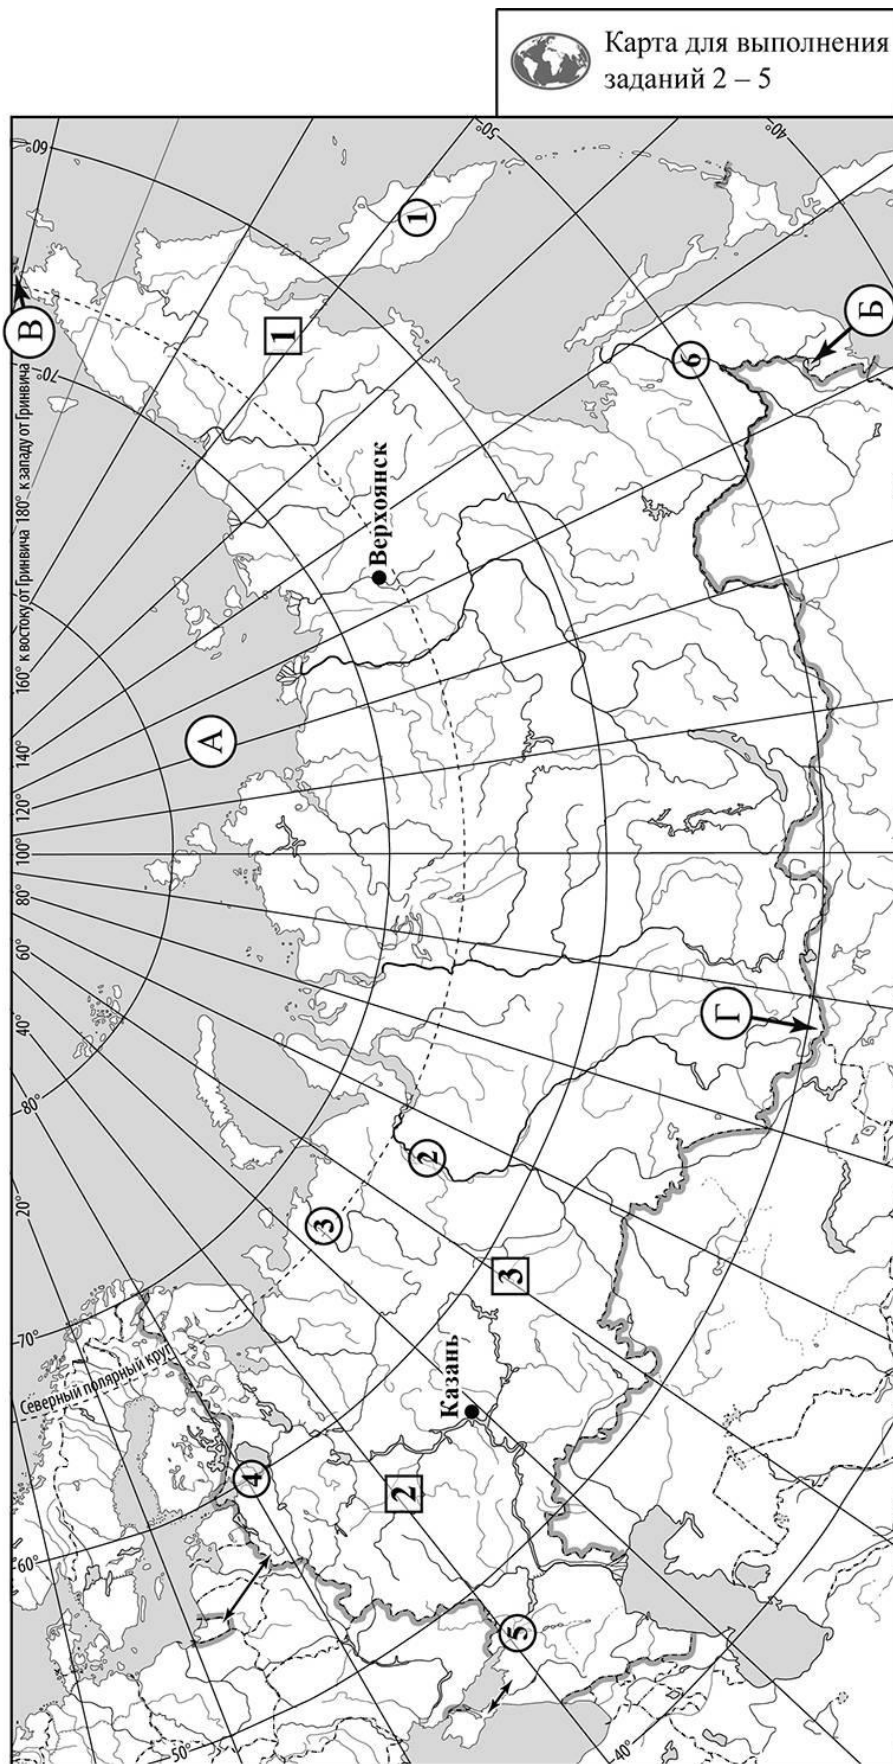 Карта для выполнения
заданий 2 – 5
60°
50°
40°
В
1
1
6
Б
70°
160° к востоку от Гринвича 180° к западу от Гринвича
Верхоянск
140°
120°
100°
80°
60°
40°
20°
А
Г
80°
2
3
3
Казань
70°
Северный полярный круг
4
2
60°
5
50°
40°